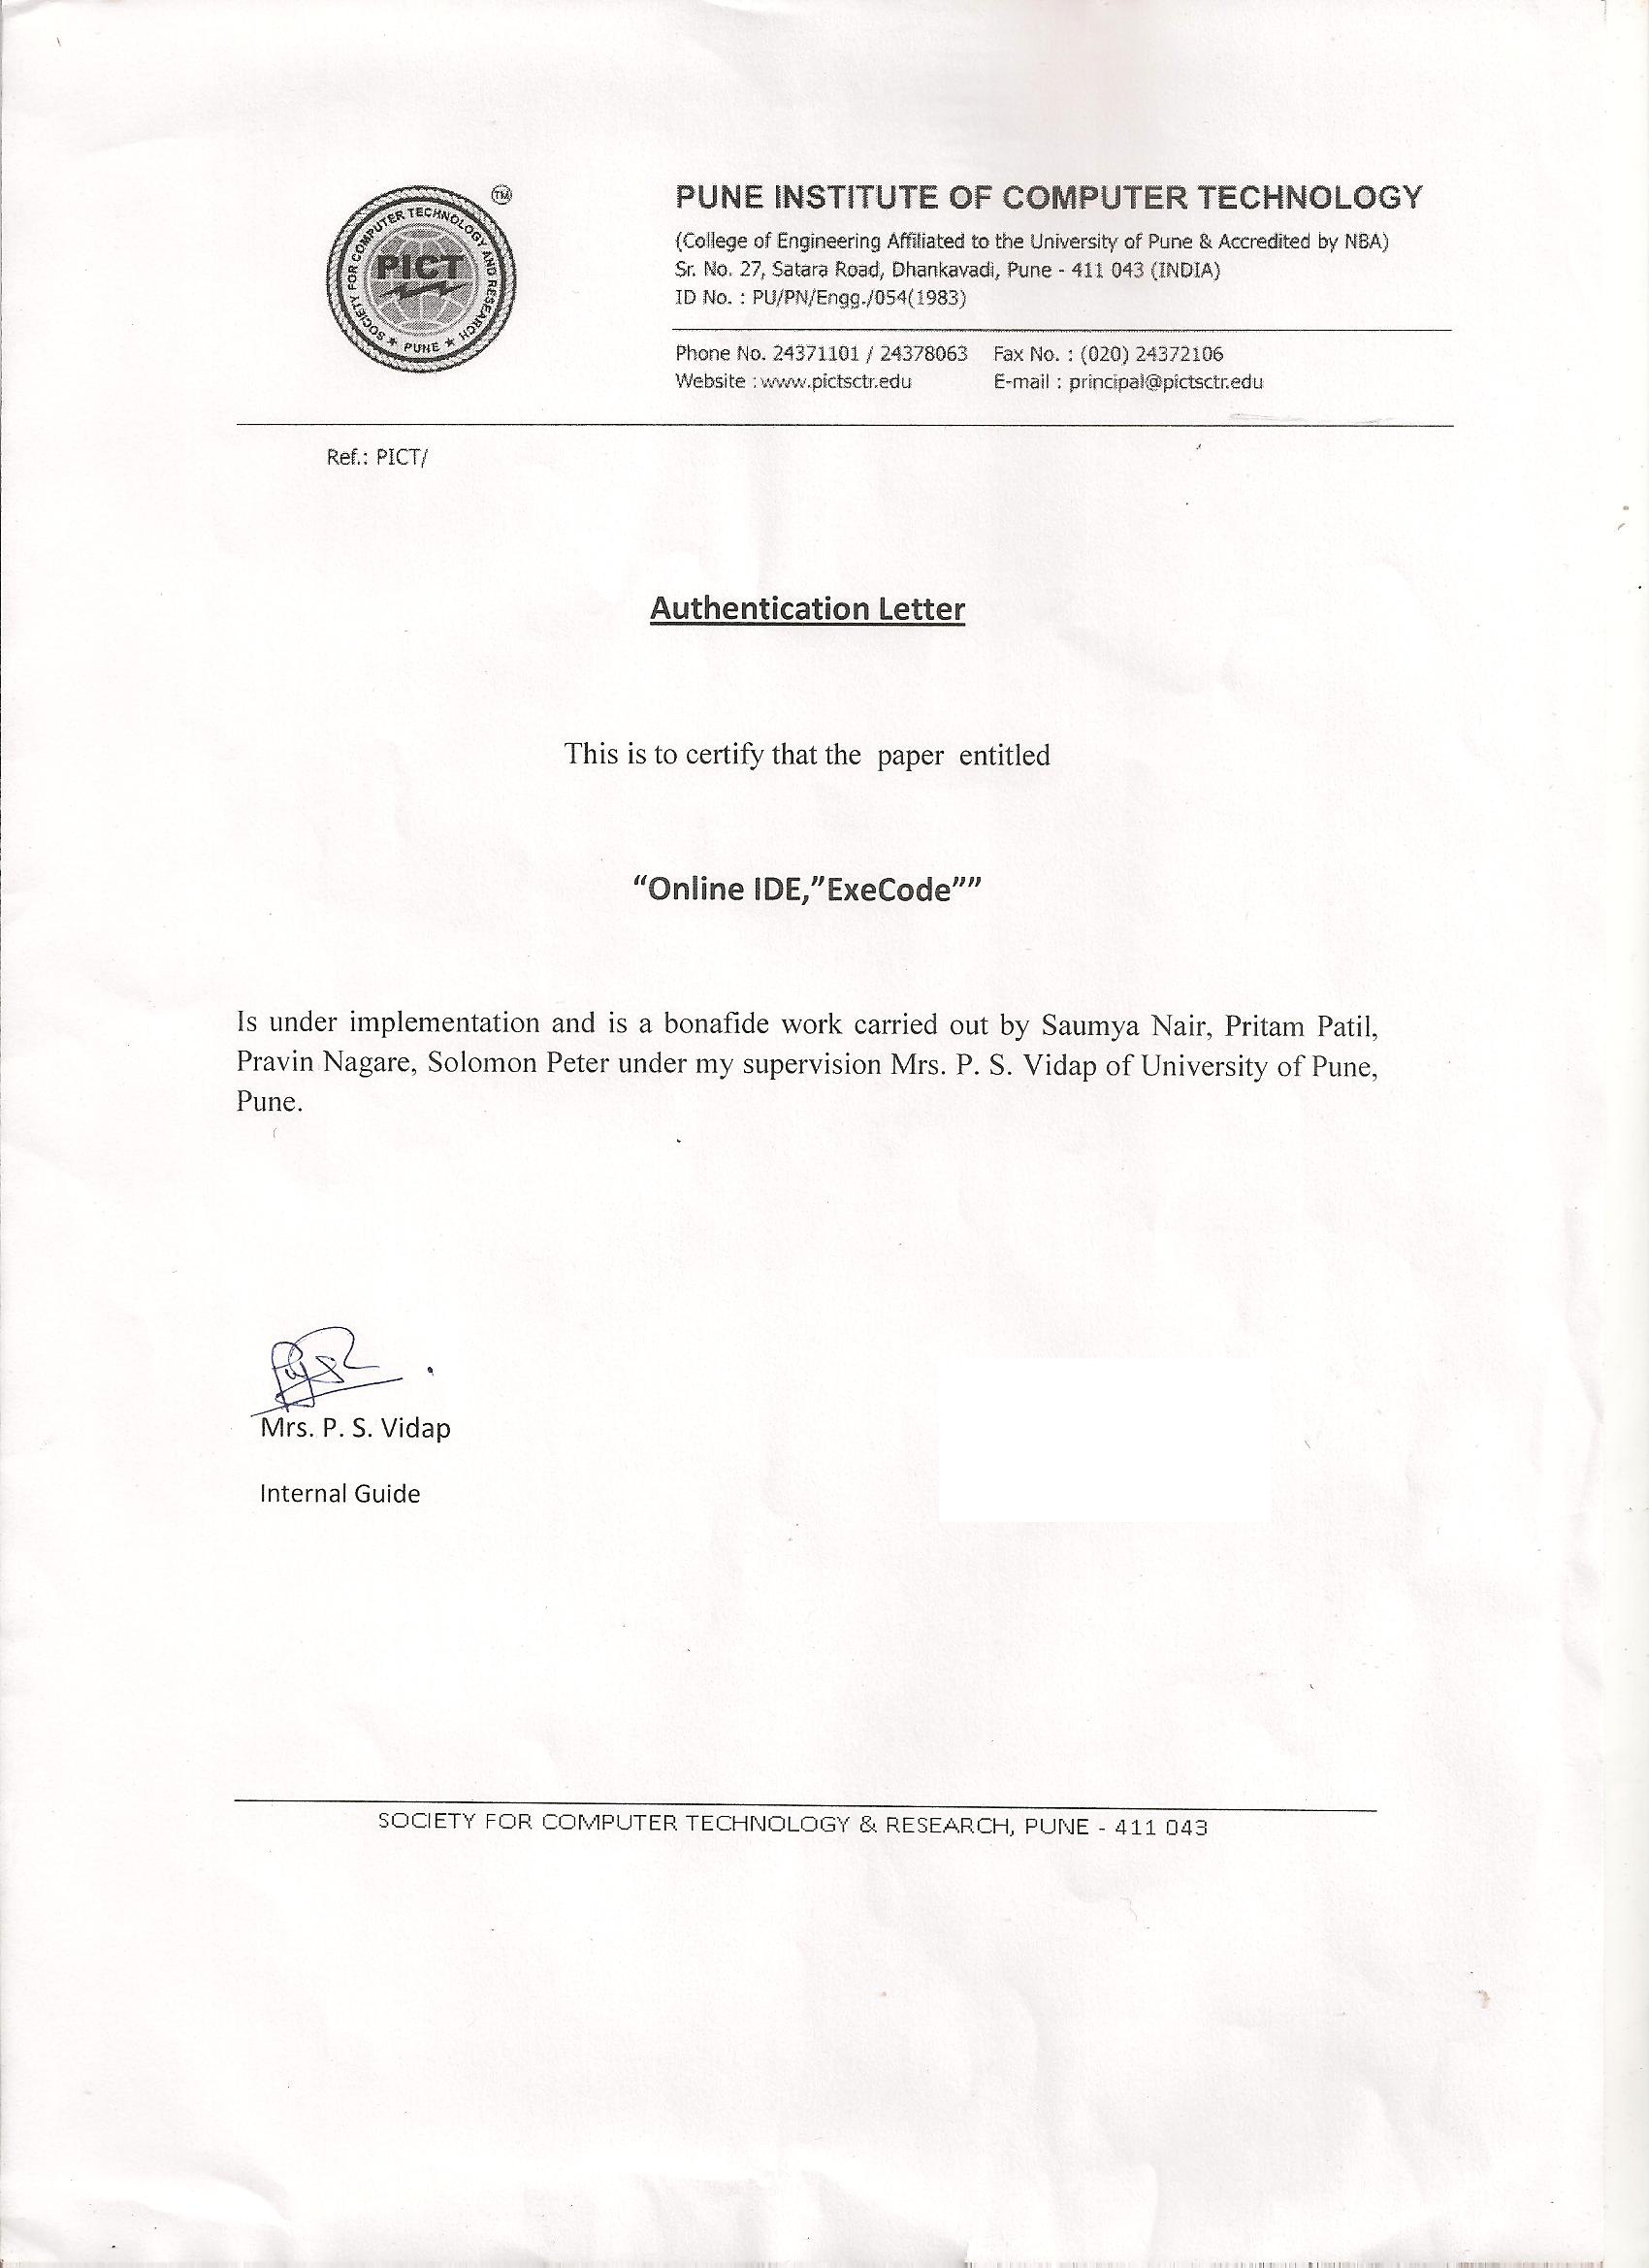 SOCIETY FOR COMPUTER TECHNOLOGY AND RESEARCH
★ PUNE ★
PICT
TM
PUNE INSTITUTE OF COMPUTER TECHNOLOGY
(College of Engineering Affiliated to the University of Pune & Accredited by NBA)
Sr. No. 27, Satara Road, Dhankavadi, Pune - 411 043 (INDIA)
ID No. : PU/PN/Engg./054(1983)
Phone No. 24371101 / 24378063 Fax No. : (020) 24372106
Website : www.pictsctr.edu E-mail : principal@pictsctr.edu
Ref.: PICT/
Authentication Letter
This is to certify that the paper entitled
“Online IDE,”ExeCode””
Is under implementation and is a bonafide work carried out by Saumya Nair, Pritam Patil,
Pravin Nagare, Solomon Peter under my supervision Mrs. P. S. Vidap of University of Pune,
Pune.
Mrs. P. S. Vidap
Internal Guide
SOCIETY FOR COMPUTER TECHNOLOGY & RESEARCH, PUNE - 411 043